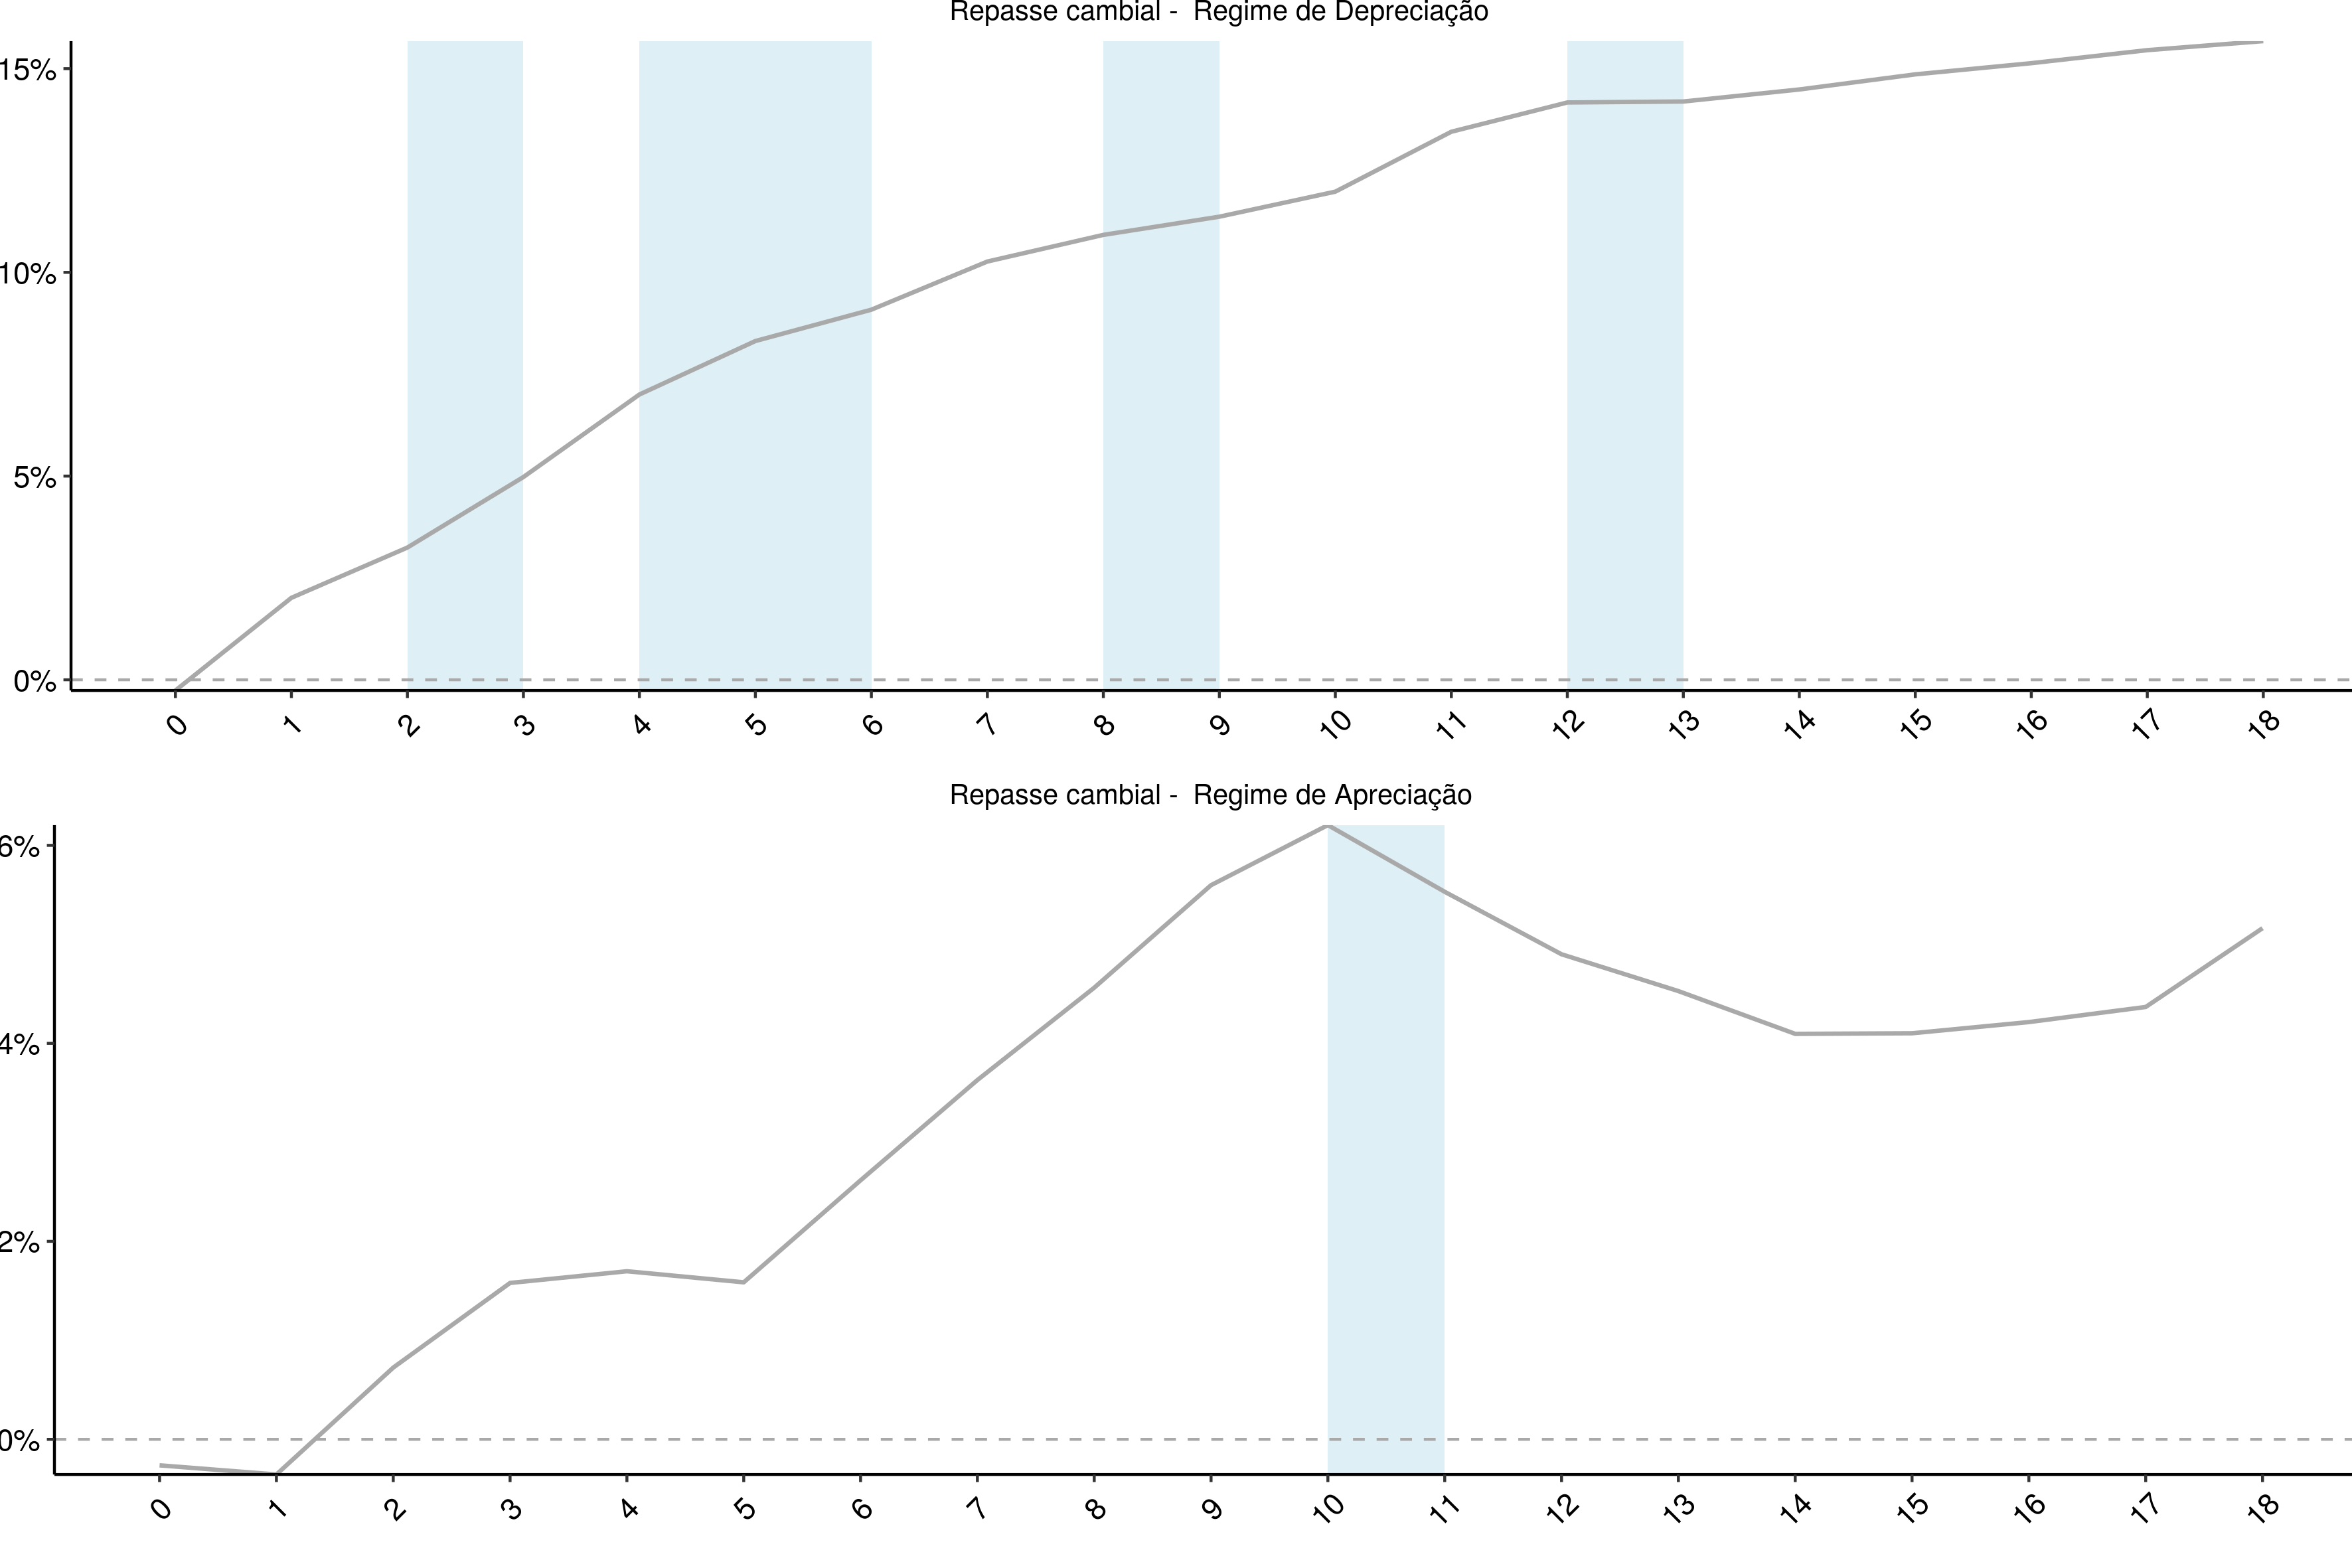 Repasse cambial -  Regime de Depreciação
15%
10%
5%
0%
0 1 2 3 4 5 6 7 8 9 10 11 12 13 14 15 16 17 18
Repasse cambial -  Regime de Apreciação
6%
4%
2%
0%
0 1 2 3 4 5 6 7 8 9 10 11 12 13 14 15 16 17 18